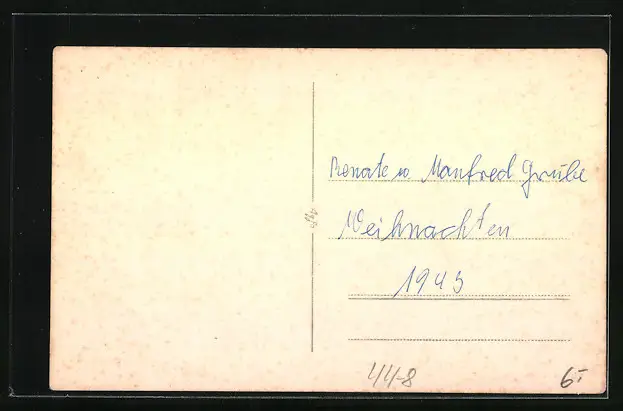 Renate u. Manfred Grube
Weihnachten
1943
44-8
6.-